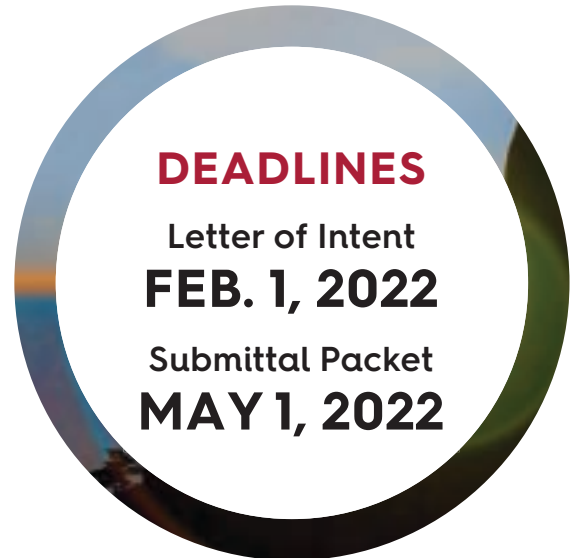 DEADLINES
Letter of Intent
FEB. 1, 2022
Submittal Packet
MAY 1, 2022